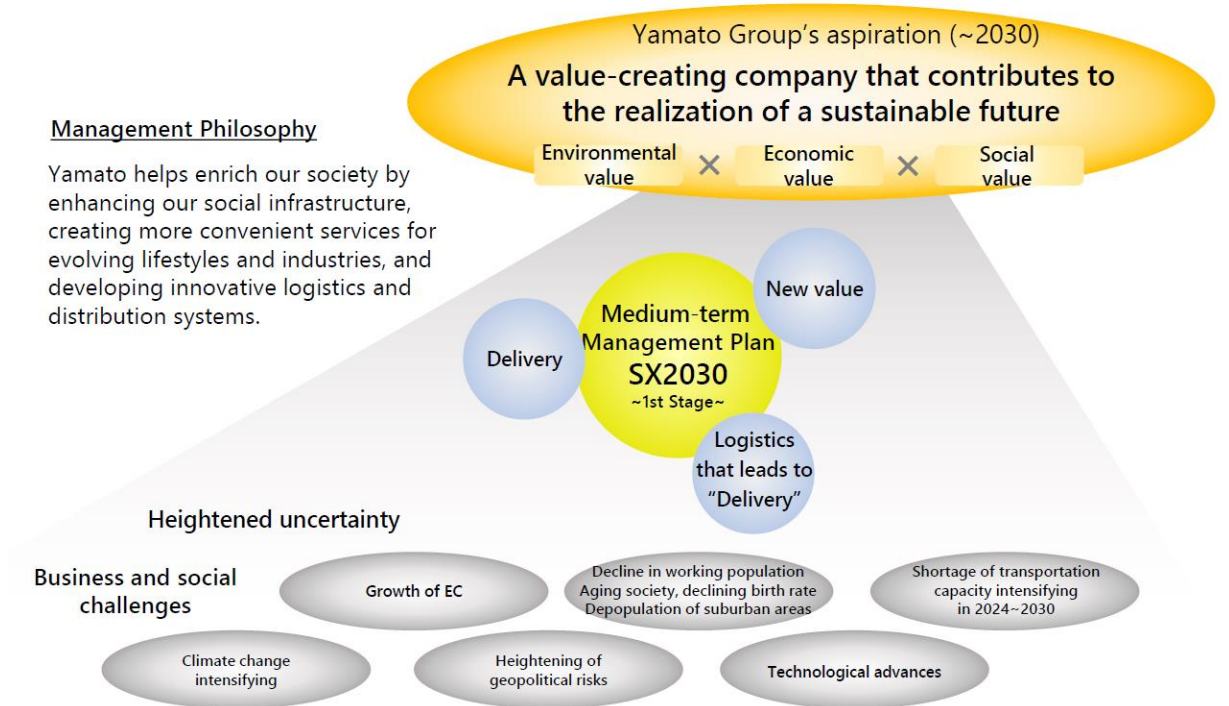 Yamato Group's aspiration (~2030)
A value-creating company that contributes to
the realization of a sustainable future
Environmental
value
×
Economic
value
×
Social
value
Management Philosophy
Yamato helps enrich our society by
enhancing our social infrastructure,
creating more convenient services for
evolving lifestyles and industries, and
developing innovative logistics and
distribution systems.
New value
Medium-term
Management Plan
SX2030
~1st Stage~
Delivery
Logistics
that leads to
“Delivery”
Heightened uncertainty
Business and social
challenges
Growth of EC
Decline in working population
Aging society, declining birth rate
Depopulation of suburban areas
Shortage of transportation
capacity intensifying
in 2024~2030
Climate change
intensifying
Heightening of
geopolitical risks
Technological advances